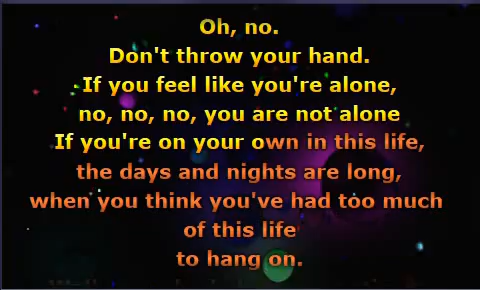 Oh, no.
Don't throw your hand.
If you feel like you're alone,
no, no, no, you are not alone
If you're on your own in this life,
the days and nights are long,
when you think you've had too much
of this life
to hang on.